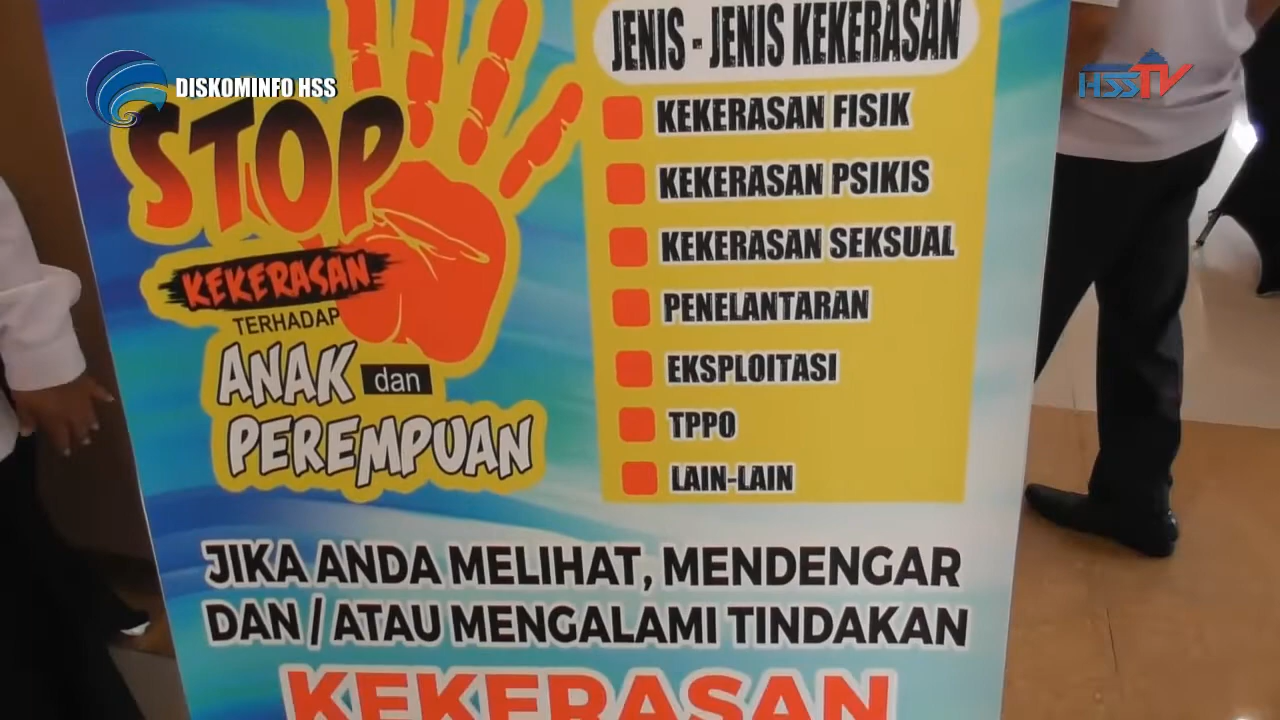 DISKOMINFO HSS
HSSTV
STOP
KEKERASAN
TERHADAP
ANAK dan
PEREMPUAN
JENIS - JENIS KEKERASAN
KEKERASAN FISIK
KEKERASAN PSIKIS
KEKERASAN SEKSUAL
PENELANTARAN
EKSPLOITASI
TPPO
LAIN-LAIN
JIKA ANDA MELIHAT, MENDENGAR
DAN / ATAU MENGALAMI TINDAKAN
KEKERASAN